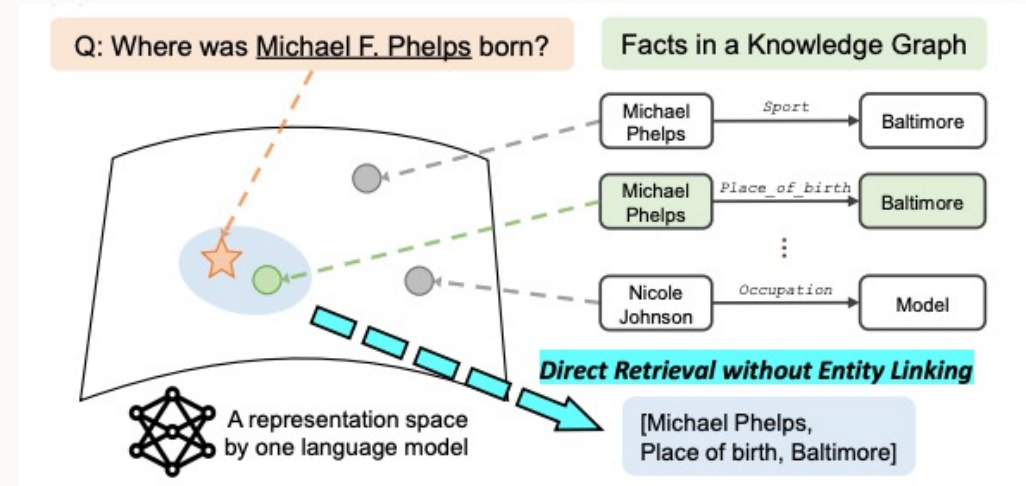 Q: Where was Michael F. Phelps born?
Facts in a Knowledge Graph
Michael
Phelps
Sport
Baltimore
Michael
Phelps
Place_of_birth
Baltimore
⋮
Nicole
Johnson
Occupation
Model
Direct Retrieval without Entity Linking
A representation space
by one language model
[Michael Phelps,
Place of birth, Baltimore]